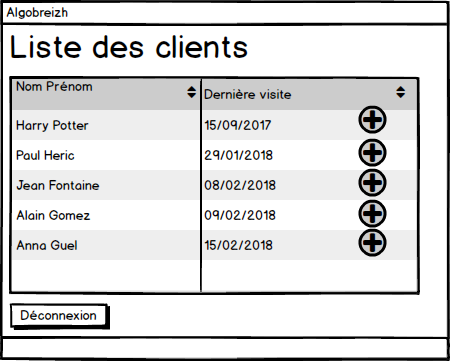 Algobreizh
Liste des clients
Nom Prénom Dernière visite
Harry Potter 15/09/2017
Paul Heric 29/01/2018
Jean Fontaine 08/02/2018
Alain Gomez 09/02/2018
Anna Guel 15/02/2018
Déconnexion